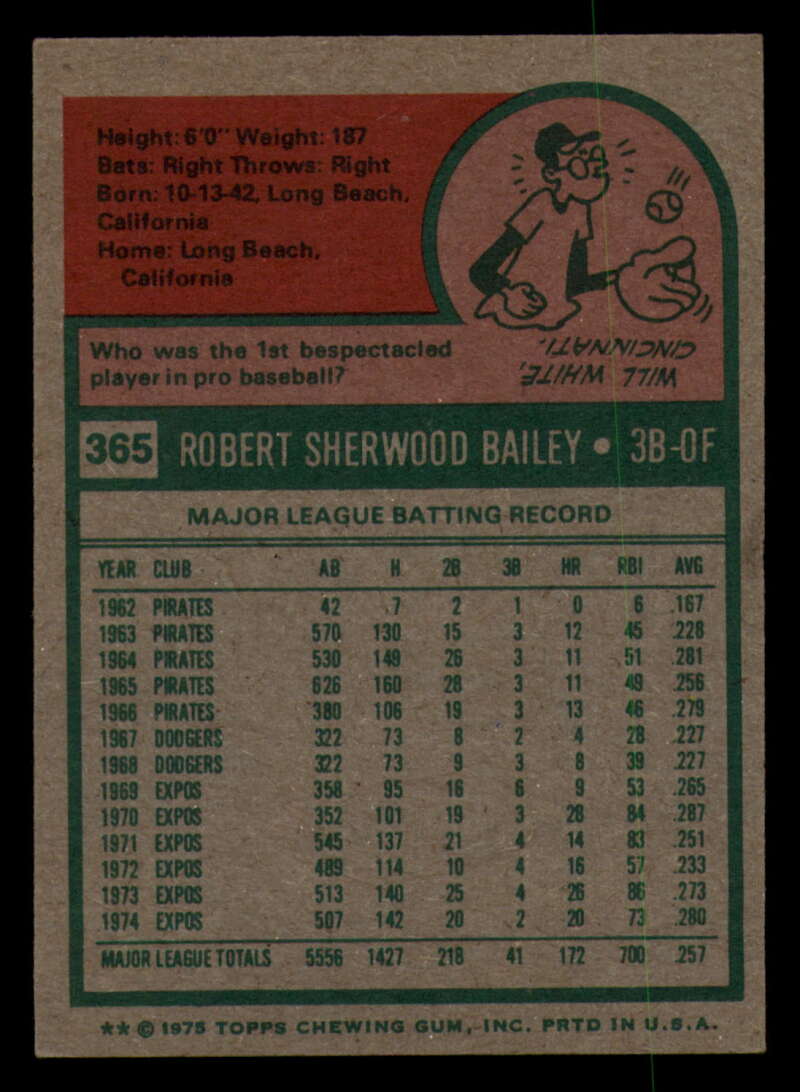 Height: 6'0" Weight: 187
Bats: Right Throws: Right
Born: 10-13-42, Long Beach,
California
Home: Long Beach,
California
Who was the 1st bespectacled
player in pro baseball?
WILL WHITE,
CINCINNATI.
365 ROBERT SHERWOOD BAILEY • 3B-OF
MAJOR LEAGUE BATTING RECORD
YEAR CLUB AB H 2B 3B HR RBI AVG
1962 PIRATES 42 7 2 1 0 6 .167
1963 PIRATES 570 130 15 3 12 45 .228
1964 PIRATES 530 149 26 3 11 51 .281
1965 PIRATES 626 160 28 3 11 49 .256
1966 PIRATES 380 106 19 3 13 46 .279
1967 DODGERS 322 73 8 2 4 28 .227
1968 DODGERS 322 73 9 3 8 39 .227
1969 EXPOS 358 95 16 6 9 53 .265
1970 EXPOS 352 101 19 3 28 84 .287
1971 EXPOS 545 137 21 4 14 83 .251
1972 EXPOS 489 114 10 4 16 57 .233
1973 EXPOS 513 140 25 4 26 86 .273
1974 EXPOS 507 142 20 2 20 73 .280
MAJOR LEAGUE TOTALS 5556 1427 218 41 172 700 .257
★★ © 1975 TOPPS CHEWING GUM, INC. PRTD IN U.S.A.